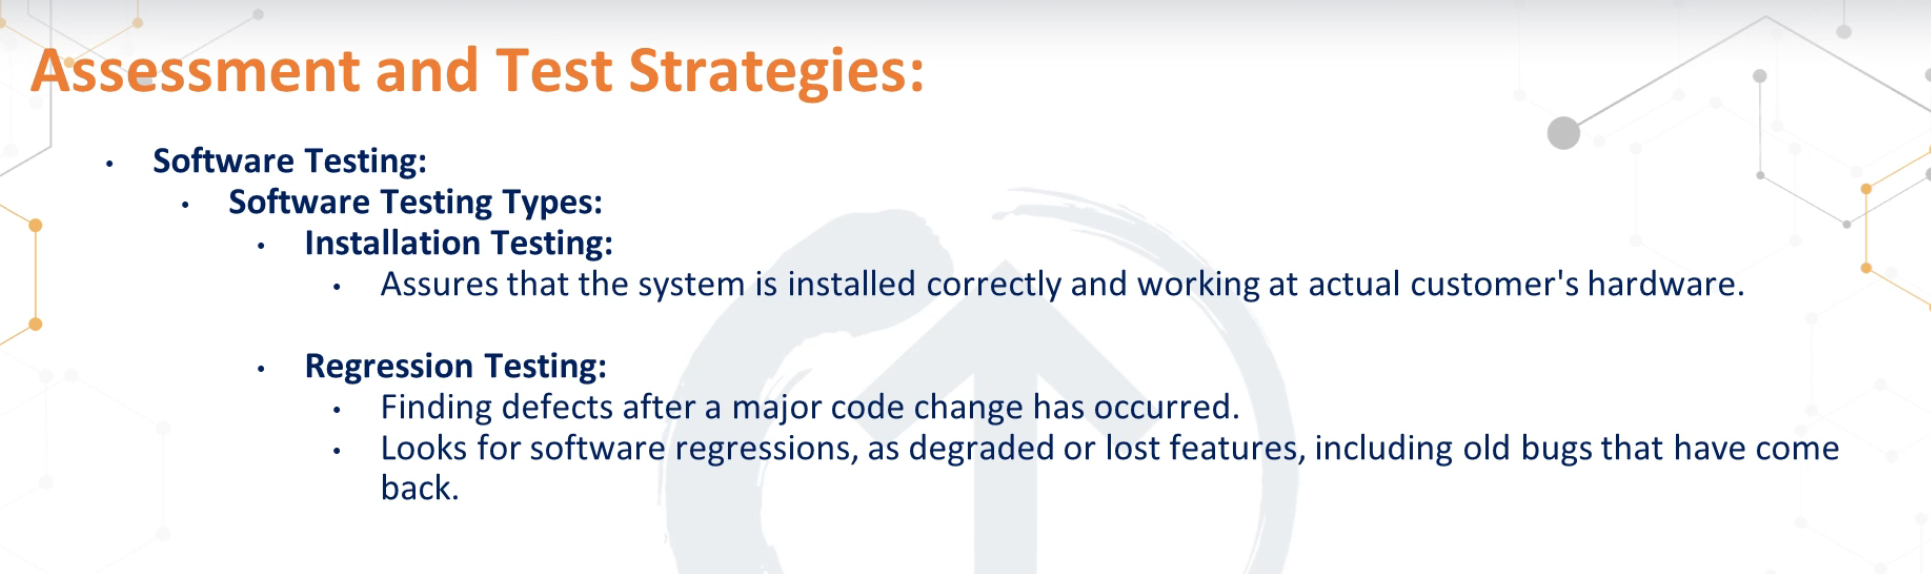 Assessment and Test Strategies:
• Software Testing:
• Software Testing Types:
• Installation Testing:
• Assures that the system is installed correctly and working at actual customer's hardware.
• Regression Testing:
• Finding defects after a major code change has occurred.
• Looks for software regressions, as degraded or lost features, including old bugs that have come
back.